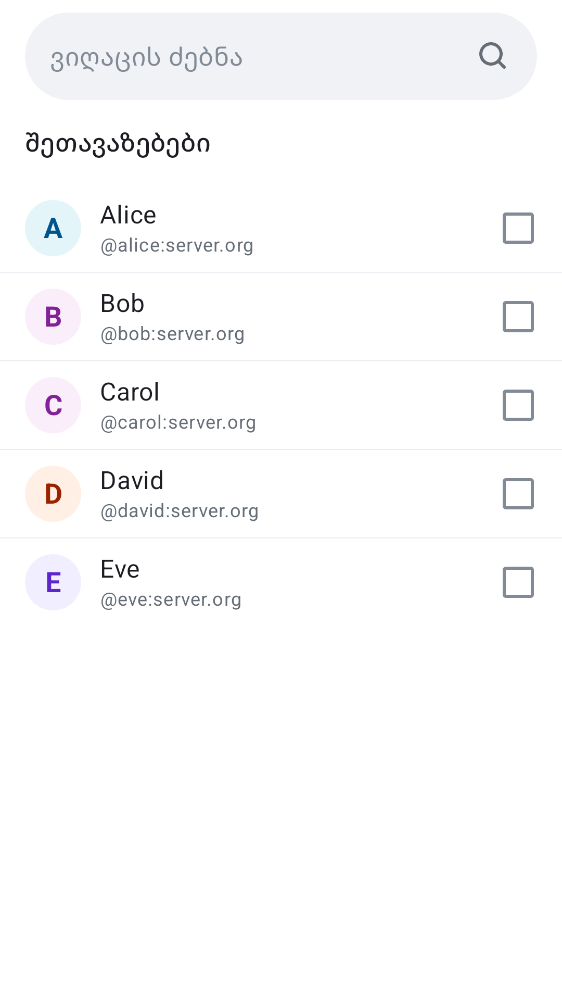 ვიღაცის ძებნა
შეთავაზებები
A
Alice
@alice:server.org
B
Bob
@bob:server.org
C
Carol
@carol:server.org
D
David
@david:server.org
E
Eve
@eve:server.org